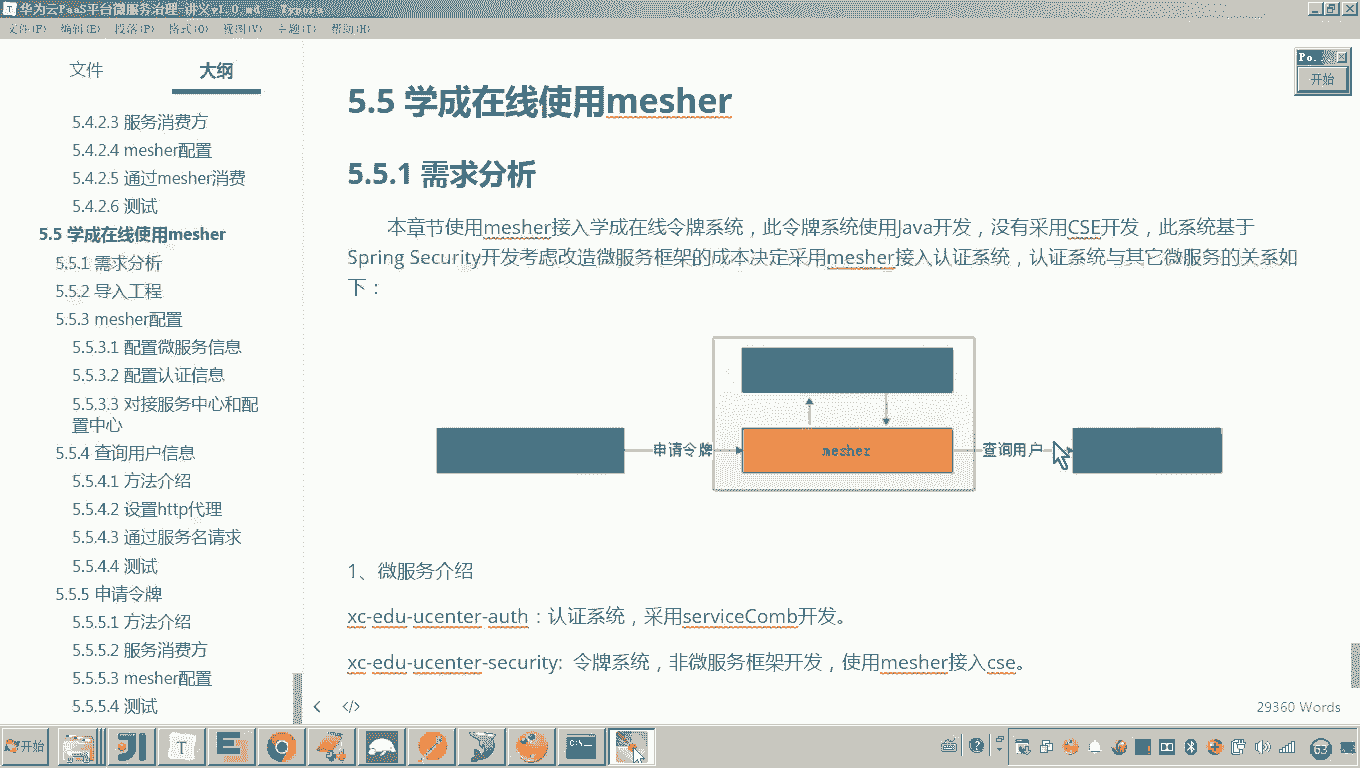 华为云PaaS平台微服务治理-讲义v1.0.md - Typora
文件(F) 编辑(E) 段落(P) 格式(O) 视图(V) 主题(T) 帮助(H)
文件 大纲
5.4.2.3 服务消费方
5.4.2.4 mesher配置
5.4.2.5 通过mesher消费
5.4.2.6 测试
5.5 学成在线使用mesher
5.5.1 需求分析
5.5.2 导入工程
5.5.3 mesher配置
5.5.3.1 配置微服务信息
5.5.3.2 配置认证信息
5.5.3.3 对接服务中心和配
置中心
5.5.4 查询用户信息
5.5.4.1 方法介绍
5.5.4.2 设置http代理
5.5.4.3 通过服务名请求
5.5.4.4 测试
5.5.5 申请令牌
5.5.5.1 方法介绍
5.5.5.2 服务消费方
5.5.5.3 mesher配置
5.5.5.4 测试
5.5 学成在线使用mesher
5.5.1 需求分析
本章节使用mesher接入学成在线令牌系统，此令牌系统使用Java开发，没有采用CSE开发，此系统基于
Spring Security开发考虑改造微服务框架的成本决定采用mesher接入认证系统，认证系统与其它微服务的关系如
下：
申请令牌
mesher
查询用户
1、微服务介绍
xc-edu-ucenter-auth：认证系统，采用serviceComb开发。
xc-edu-ucenter-security: 令牌系统，非微服务框架开发，使用mesher接入cse。
29360 Words
Po..
开始
开始
63